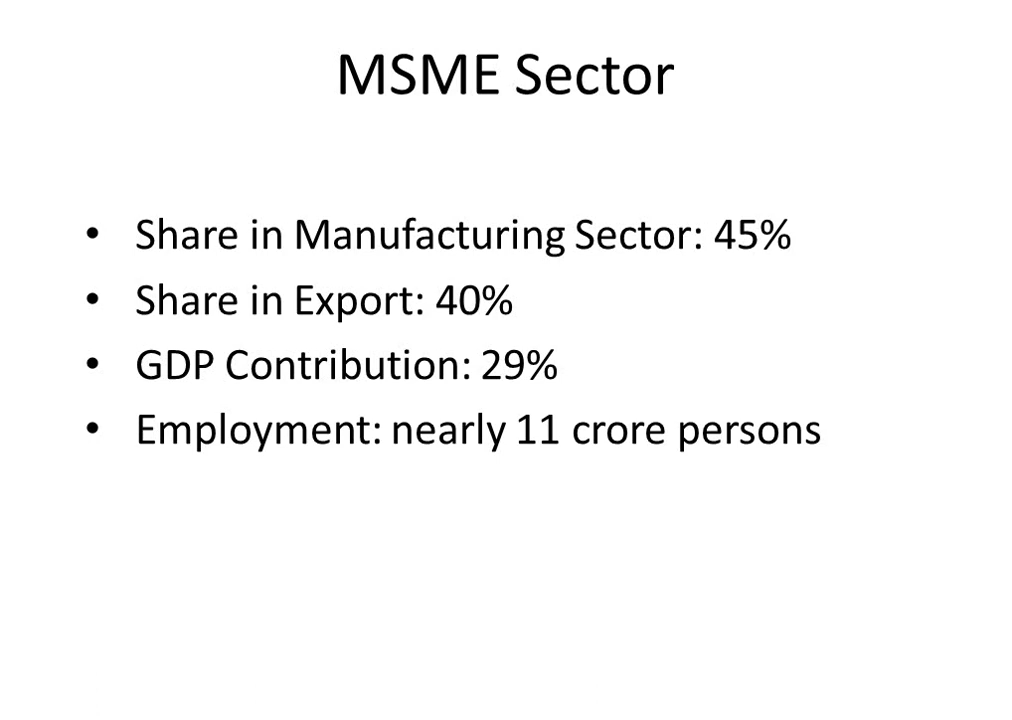 MSME Sector
• Share in Manufacturing Sector: 45%
• Share in Export: 40%
• GDP Contribution: 29%
• Employment: nearly 11 crore persons